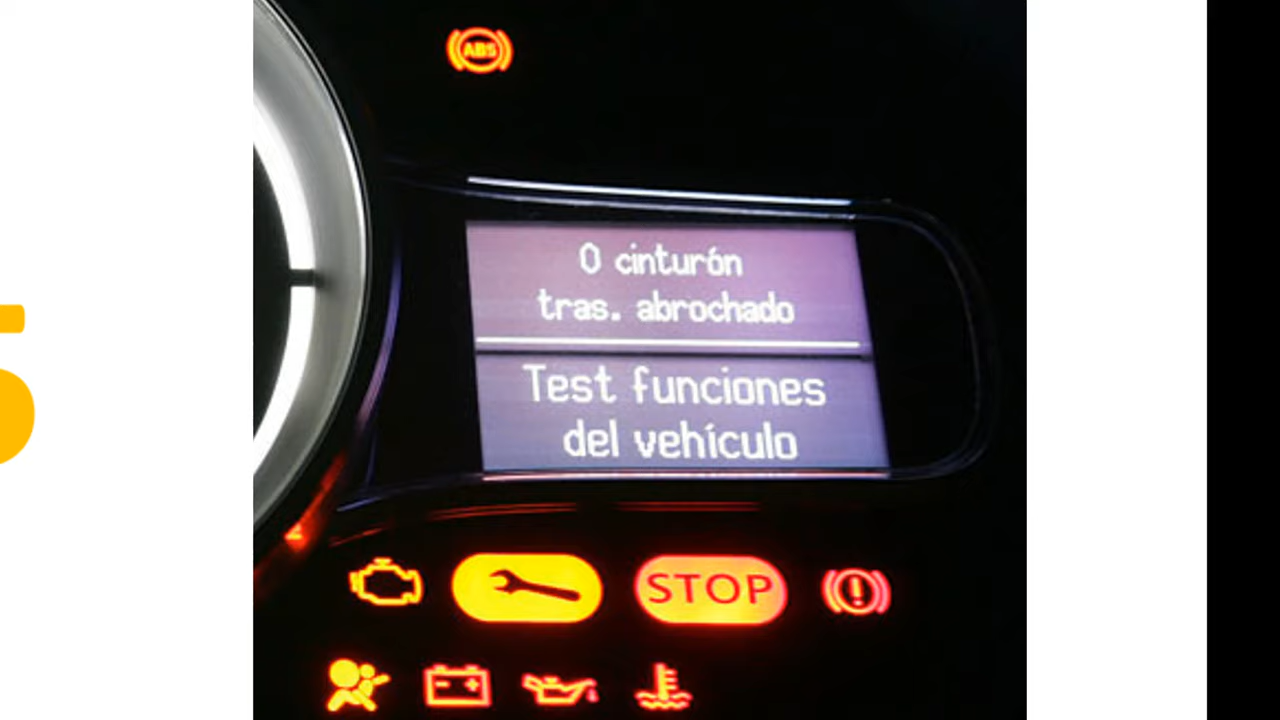 ABS
0 cinturón
tras. abrochado
Test funciones
del vehículo
STOP